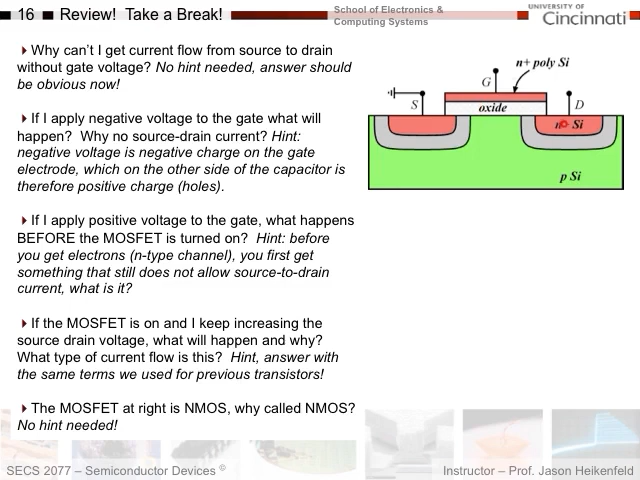 16 Review! Take a Break!
School of Electronics &
Computing Systems
UNIVERSITY OF
Cincinnati
Why can't I get current flow from source to drain
without gate voltage? No hint needed, answer should
be obvious now!
If I apply negative voltage to the gate what will
happen? Why no source-drain current? Hint:
negative voltage is negative charge on the gate
electrode, which on the other side of the capacitor is
therefore positive charge (holes).
If I apply positive voltage to the gate, what happens
BEFORE the MOSFET is turned on? Hint: before
you get electrons (n-type channel), you first get
something that still does not allow source-to-drain
current, what is it?
If the MOSFET is on and I keep increasing the
source drain voltage, what will happen and why?
What type of current flow is this? Hint, answer with
the same terms we used for previous transistors!
The MOSFET at right is NMOS, why called NMOS?
No hint needed!
n+ poly Si
G
S
oxide
D
Si
p Si
SECS 2077 – Semiconductor Devices ©
Instructor – Prof. Jason Heikenfeld